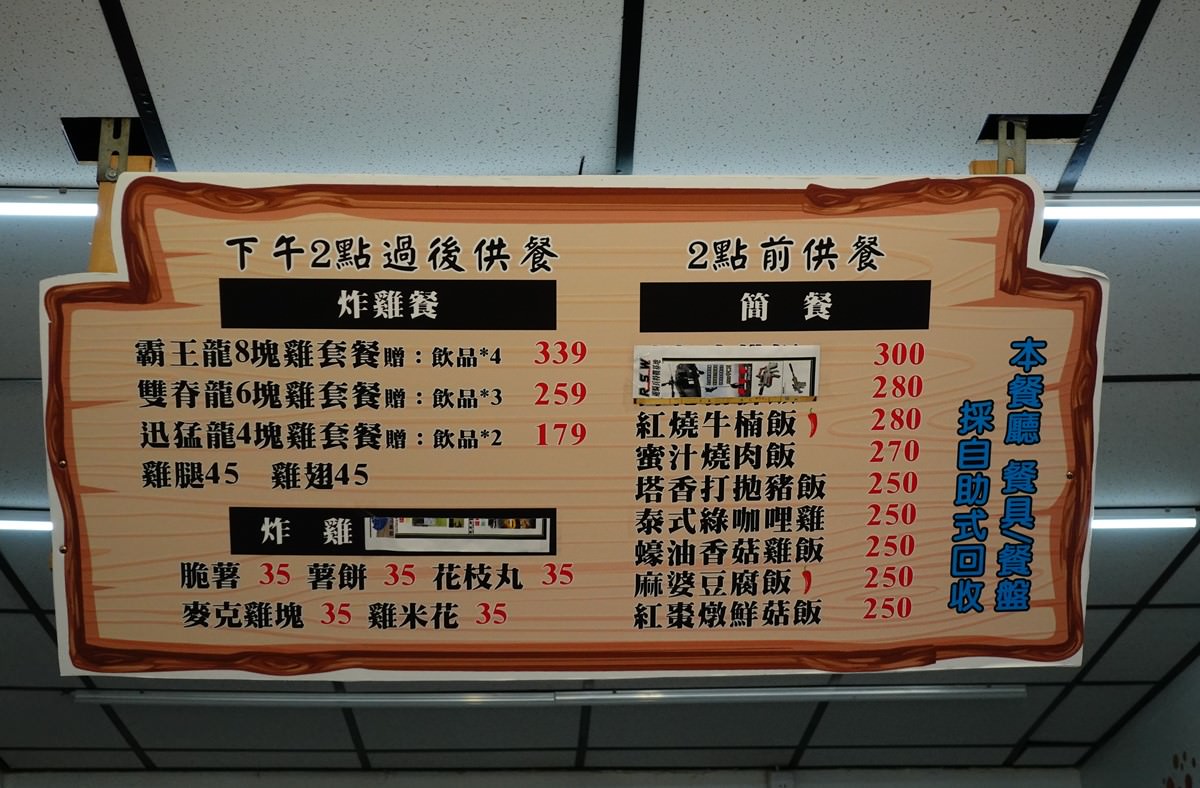 下午2點過後供餐
炸雞餐
霸王龍8塊雞套餐贈：飲品*4 339
雙脊龍6塊雞套餐贈：飲品*3 259
迅猛龍4塊雞套餐贈：飲品*2 179
雞腿45 雞翅45
炸 雞
脆薯 35 薯餅 35 花枝丸 35
麥克雞塊 35 雞米花 35
2點前供餐
簡 餐
R.S.W
300
280
紅燒牛楠飯 280
蜜汁燒肉飯 270
塔香打拋豬飯 250
泰式綠咖哩雞 250
蠔油香菇雞飯 250
麻婆豆腐飯 250
紅棗燉鮮菇飯 250
本餐廳 餐具/餐盤
採自助式回收